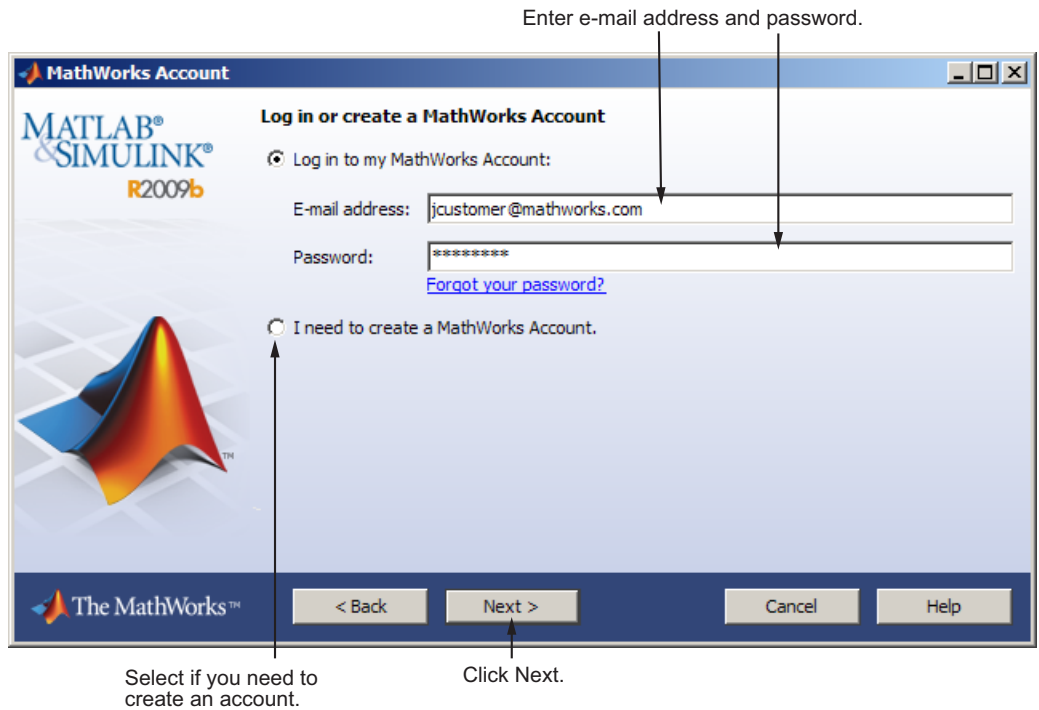 Enter e-mail address and password.
MathWorks Account
MATLAB®
&SIMULINK®
R2009b
Log in or create a MathWorks Account
Log in to my MathWorks Account:
E-mail address: jcustomer@mathworks.com
Password: ********
Forgot your password?
I need to create a MathWorks Account.
TM
The MathWorks™
< Back
Next >
Cancel
Help
Select if you need to
create an account.
Click Next.